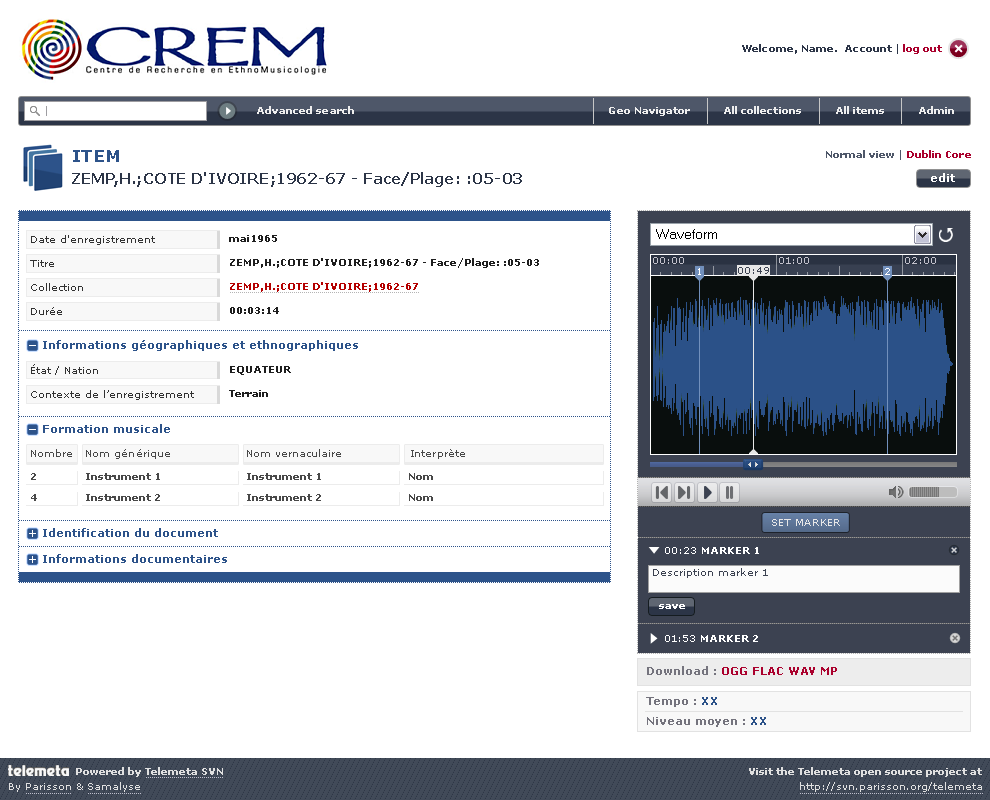 CREM
Centre de Recherche en EthnoMusicologie
Welcome, Name. Account | log out
Advanced search
Geo Navigator
All collections
All items
Admin
ITEM
ZEMP,H.;COTE D'IVOIRE;1962-67 - Face/Plage: :05-03
Normal view | Dublin Core
edit
Date d'enregistrement mai1965
Titre ZEMP,H.;COTE D'IVOIRE;1962-67 - Face/Plage: :05-03
Collection ZEMP,H.;COTE D'IVOIRE;1962-67
Durée 00:03:14
Informations géographiques et ethnographiques
État / Nation EQUATEUR
Contexte de l'enregistrement Terrain
Formation musicale
Nombre Nom générique Nom vernaculaire Interprète
2 Instrument 1 Instrument 1 Nom
4 Instrument 2 Instrument 2 Nom
Identification du document
Informations documentaires
Waveform
00:00 01:00 02:00
1 00:49 2
SET MARKER
00:23 MARKER 1
Description marker 1
save
01:53 MARKER 2
Download : OGG FLAC WAV MP
Tempo : XX
Niveau moyen : XX
telemeta Powered by Telemeta SVN
By Parisson & Samalyse
Visit the Telemeta open source project at
http://svn.parisson.org/telemeta